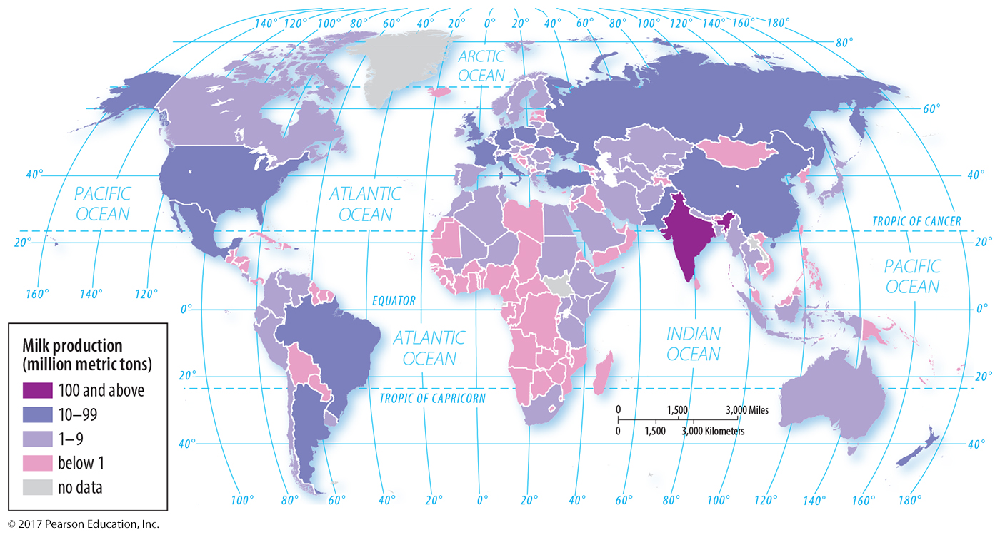 140° 120° 100° 80° 60° 40° 20° 0° 20° 40° 60° 80° 100° 120° 140° 160° 180°
80°
ARCTIC
OCEAN
60°
40°
40°
PACIFIC
OCEAN
ATLANTIC
OCEAN
TROPIC OF CANCER
20°
20°
PACIFIC
OCEAN
160° 140° 120°
EQUATOR
0°
0°
ATLANTIC
OCEAN
INDIAN
OCEAN
20°
20°
TROPIC OF CAPRICORN
0 1,500 3,000 Miles
0 1,500 3,000 Kilometers
40°
40°
Milk production
(million metric tons)
100 and above
10–99
1–9
below 1
no data
100° 80° 60° 40° 20° 0° 20° 40° 60° 80° 100° 120° 140° 160° 180°
© 2017 Pearson Education, Inc.